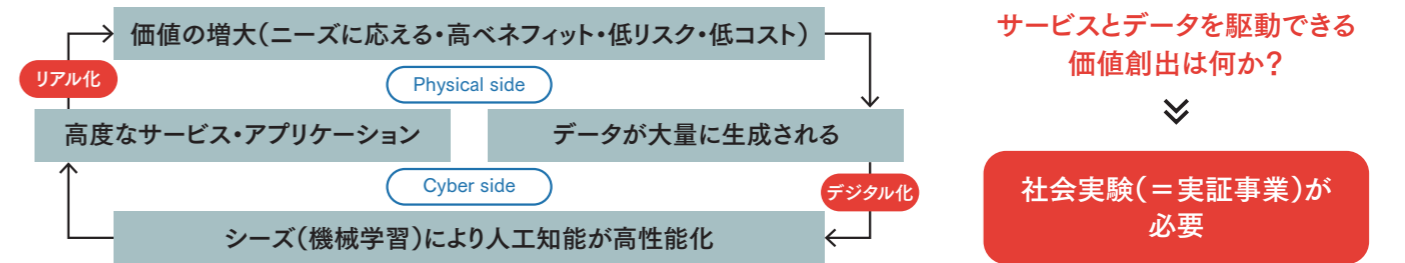 価値の増大(ニーズに応える・高ベネフィット・低リスク・低コスト)
リアル化
Physical side
高度なサービス・アプリケーション
データが大量に生成される
Cyber side
デジタル化
シーズ(機械学習)により人工知能が高性能化
サービスとデータを駆動できる
価値創出は何か?
社会実験(=実証事業)が
必要